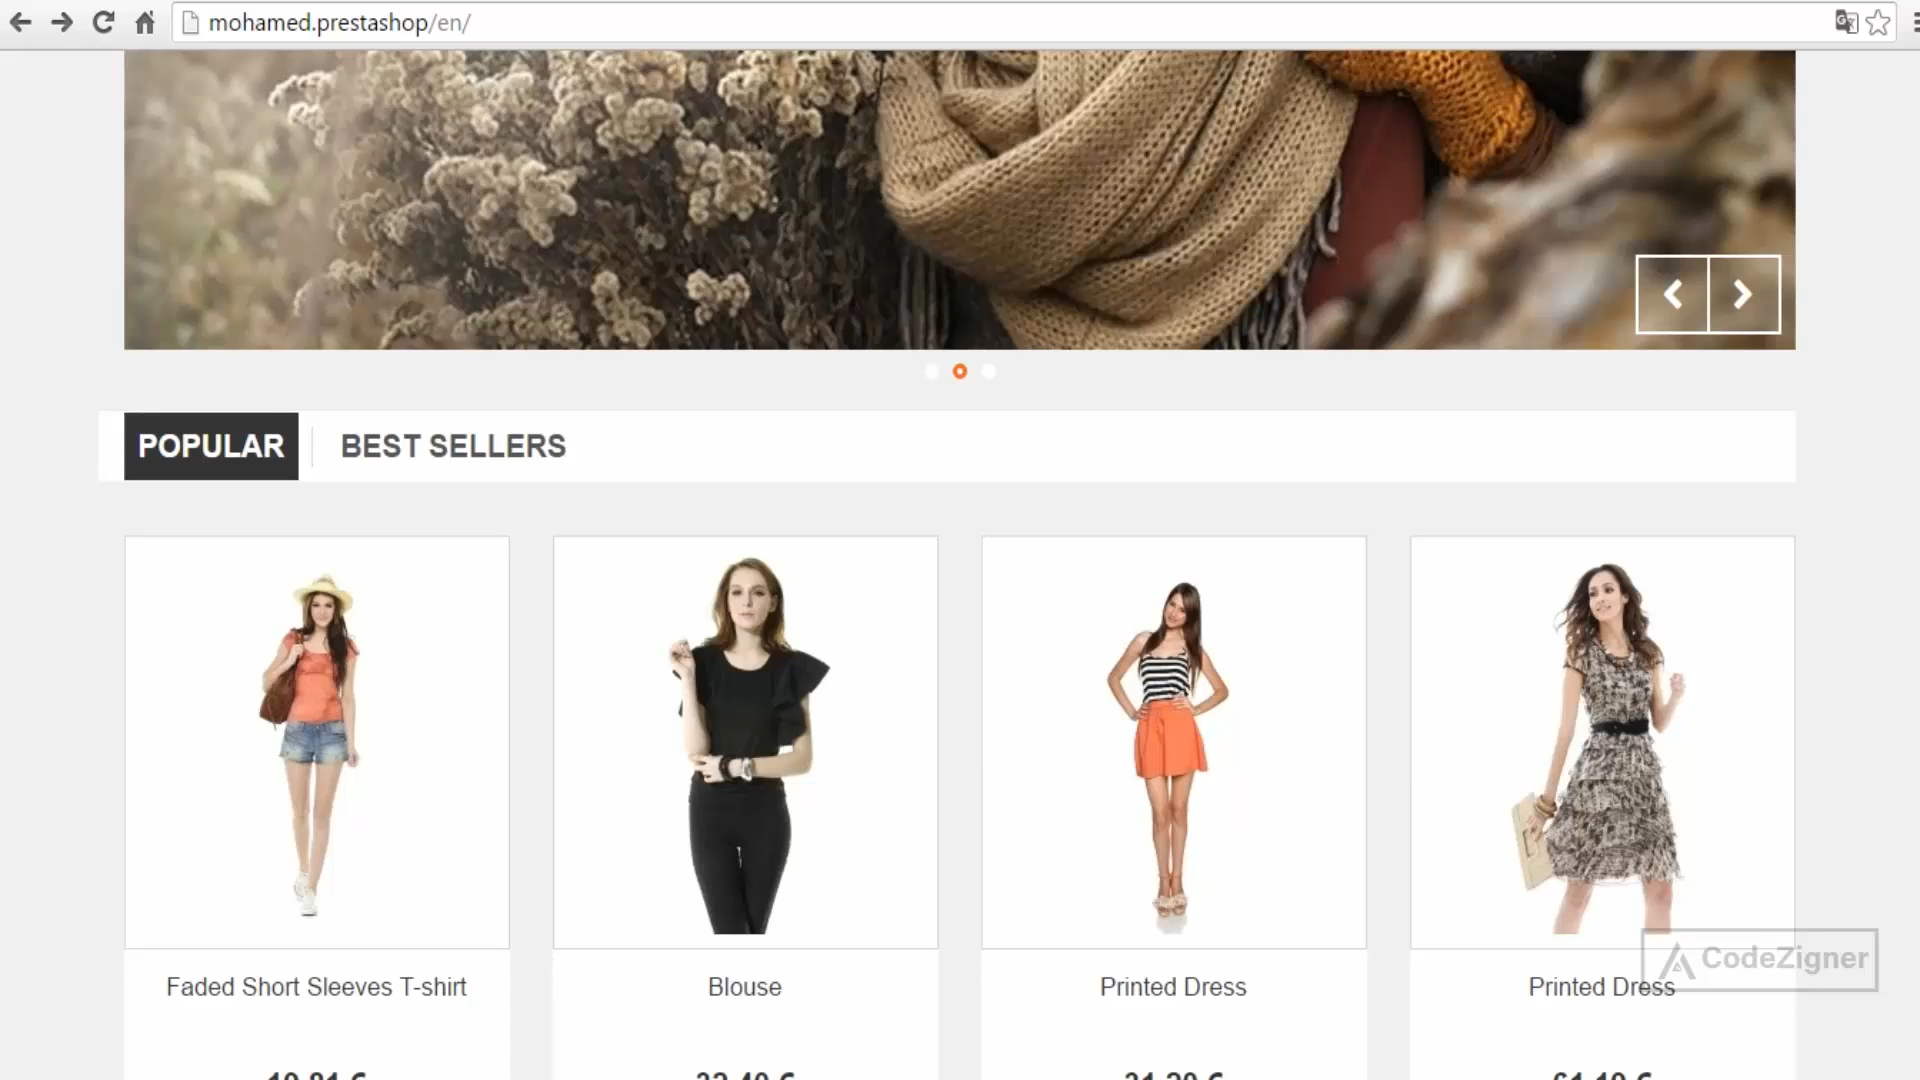 mohamed.prestashop/en/
POPULAR
BEST SELLERS
CodeZigner
Faded Short Sleeves T-shirt
Blouse
Printed Dress
Printed Dress